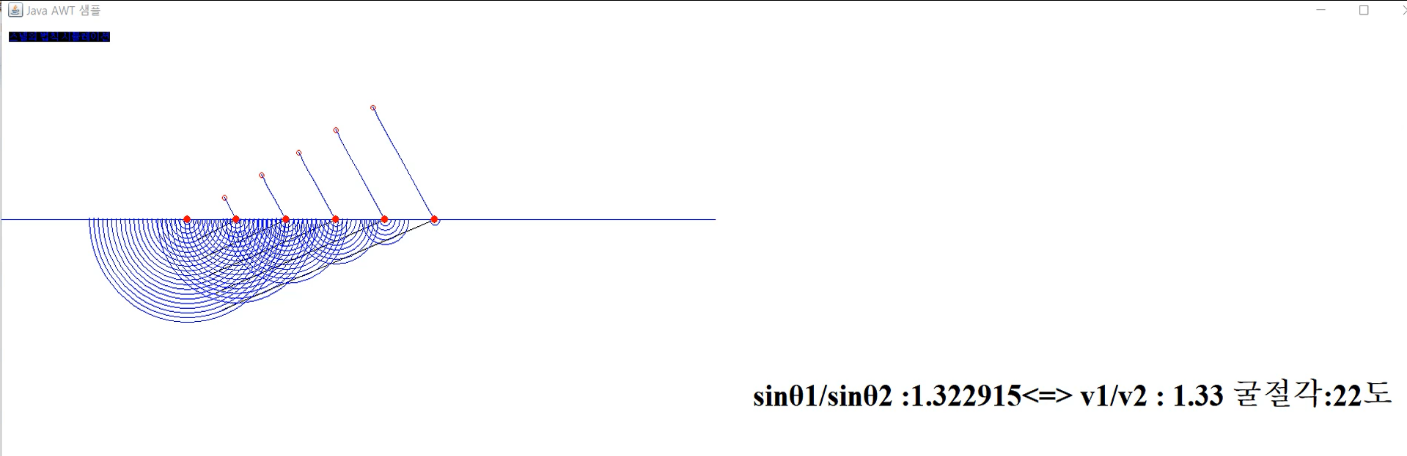 Java AWT 샘플
sinθ1/sinθ2 :1.322915<=> v1/v2 : 1.33 굴절각:22도